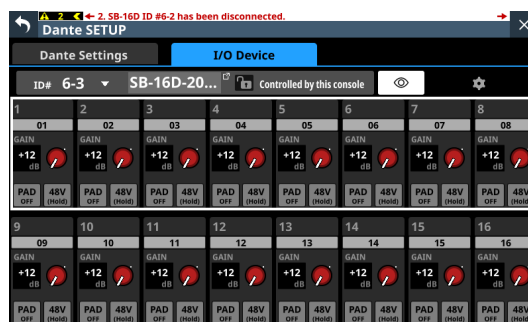 2 ← 2. SB-16D ID #6-2 has been disconnected. →
Dante SETUP
Dante Settings I/O Device
ID# 6-3 SB-16D-20... Controlled by this console
1 2 3 4 5 6 7 8
01 02 03 04 05 06 07 08
GAIN GAIN GAIN GAIN GAIN GAIN GAIN GAIN
+12 +12 +12 +12 +12 +12 +12 +12
dB dB dB dB dB dB dB dB
PAD 48V PAD 48V PAD 48V PAD 48V PAD 48V PAD 48V PAD 48V PAD 48V
OFF (Hold) OFF (Hold) OFF (Hold) OFF (Hold) OFF (Hold) OFF (Hold) OFF (Hold) OFF (Hold)
9 10 11 12 13 14 15 16
09 10 11 12 13 14 15 16
GAIN GAIN GAIN GAIN GAIN GAIN GAIN GAIN
+12 +12 +12 +12 +12 +12 +12 +12
dB dB dB dB dB dB dB dB
PAD 48V PAD 48V PAD 48V PAD 48V PAD 48V PAD 48V PAD 48V PAD 48V
OFF (Hold) OFF (Hold) OFF (Hold) OFF (Hold) OFF (Hold) OFF (Hold) OFF (Hold) OFF (Hold)